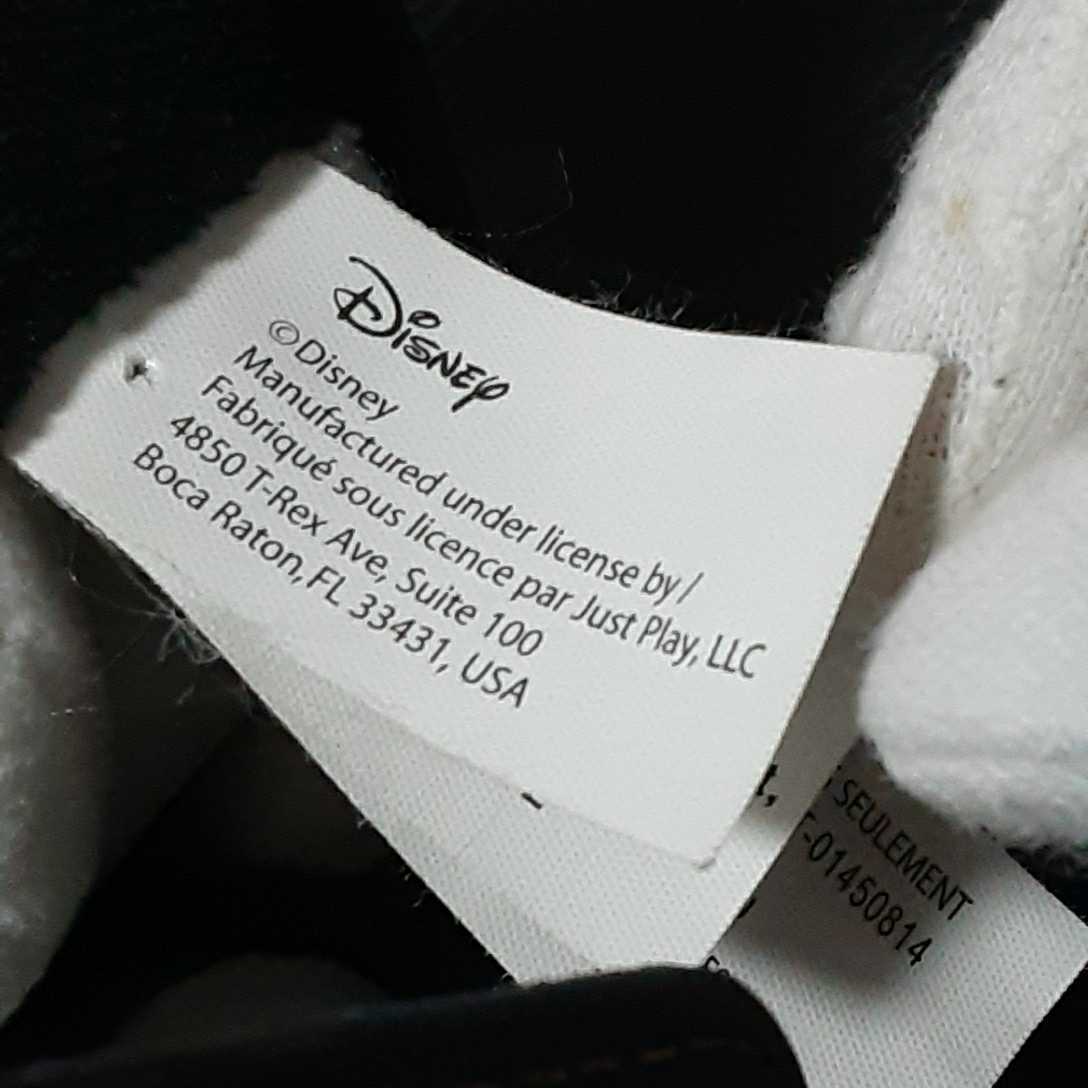 Disney
©Disney
Manufactured under license by /
Fabriqué sous licence par Just Play, LLC
4850 T-Rex Ave, Suite 100
Boca Raton, FL 33431, USA
SEULEMENT
-01450814